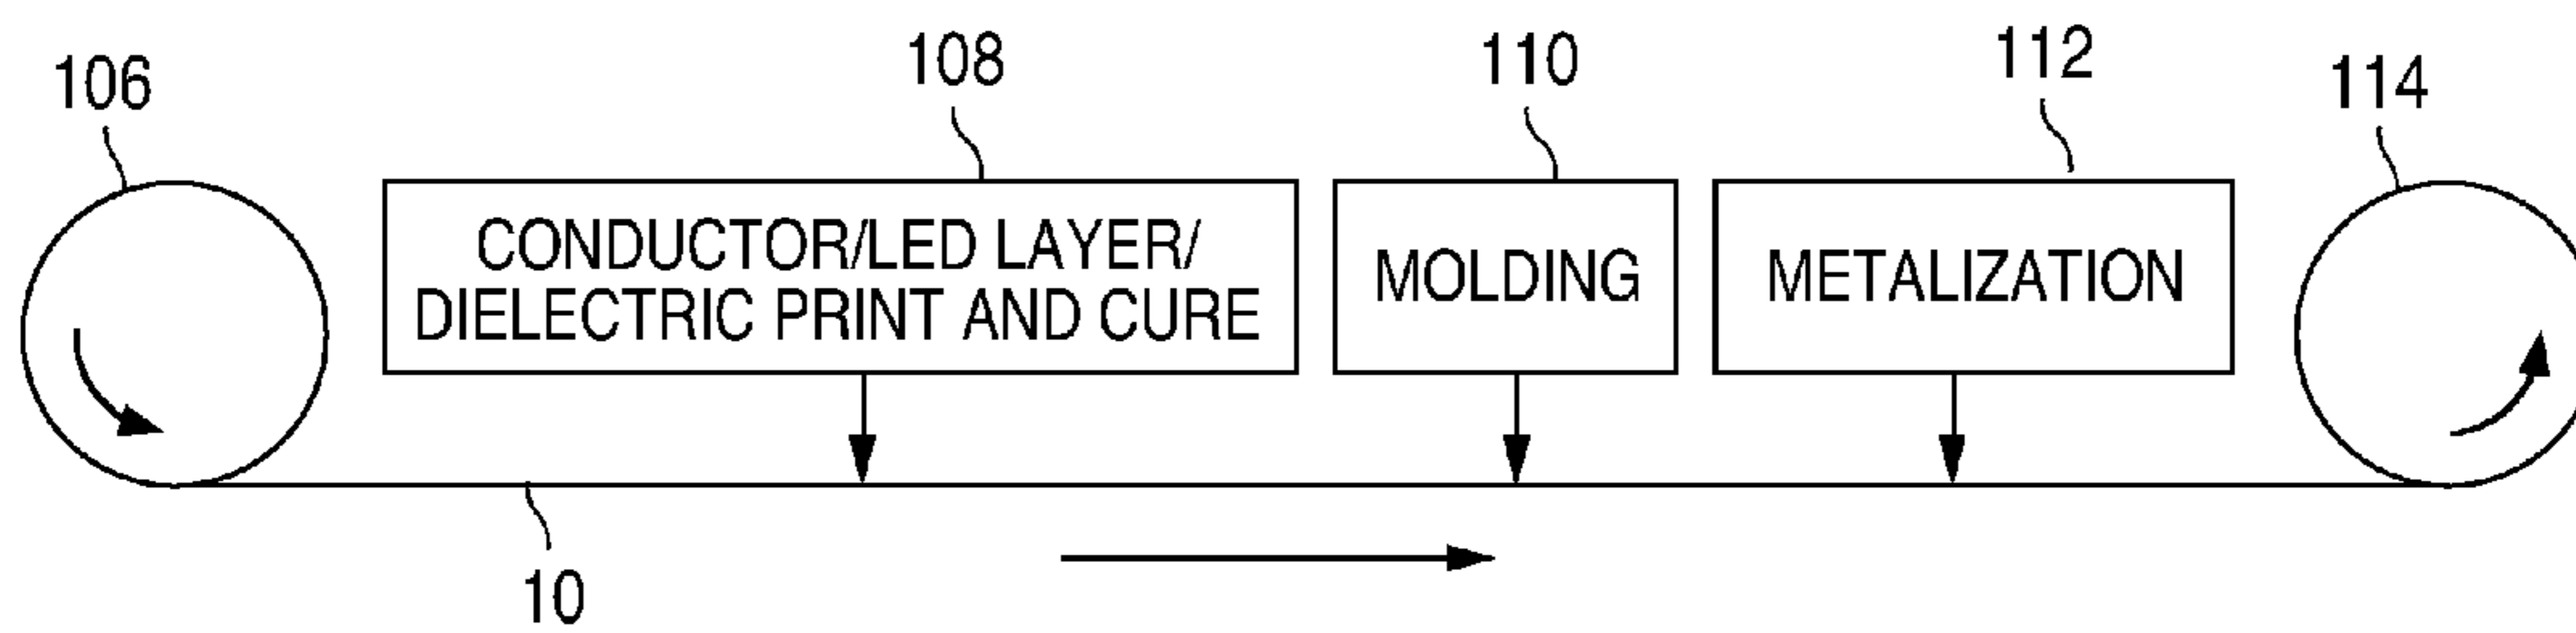 106
108
110
112
114
CONDUCTOR/LED LAYER/
DIELECTRIC PRINT AND CURE
MOLDING
METALIZATION
10